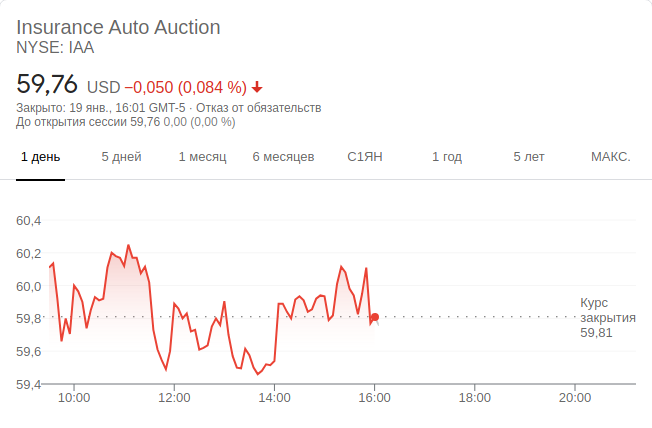 Insurance Auto Auction
NYSE: IAA
59,76 USD −0,050 (0,084 %)
Закрыто: 19 янв., 16:01 GMT-5 · Отказ от обязательств
До открытия сессии 59,76 0,00 (0,00 %)
1 день 5 дней 1 месяц 6 месяцев С1ЯН 1 год 5 лет МАКС.
60,4
60,2
60,0
59,8
59,6
59,4
Курс
закрытия
59,81
10:00 12:00 14:00 16:00 18:00 20:00